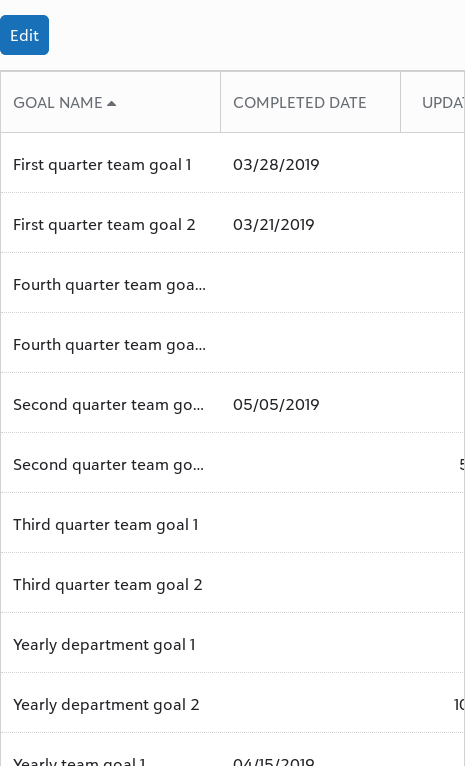 Edit
GOAL NAME COMPLETED DATE
First quarter team goal 1 03/28/2019
First quarter team goal 2 03/21/2019
Fourth quarter team goa...
Fourth quarter team goa...
Second quarter team go... 05/05/2019
Second quarter team go...
Third quarter team goal 1
Third quarter team goal 2
Yearly department goal 1
Yearly department goal 2
Yearly team goal 1 04/15/2019